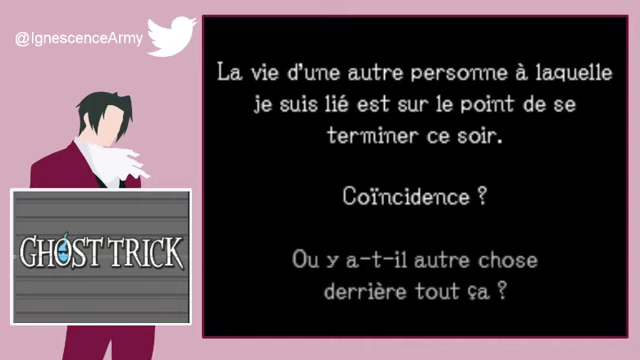 @IgnescenceArmy
GHOST TRICK
La vie d'une autre personne à laquelle
je suis lié est sur le point de se
terminer ce soir.
Coïncidence ?
Ou y a-t-il autre chose
derrière tout ça ?